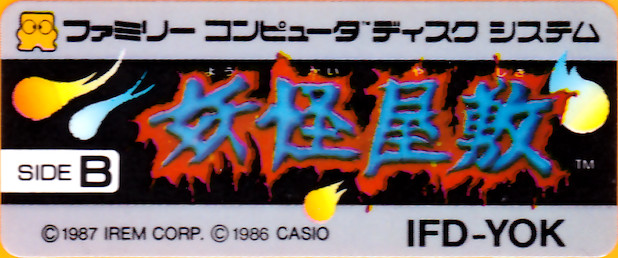 ファミリー コンピュータ™ ディスク システム
よう かい や しき
妖怪屋敷
TM
SIDE B
©1987 IREM CORP. ©1986 CASIO
IFD-YOK